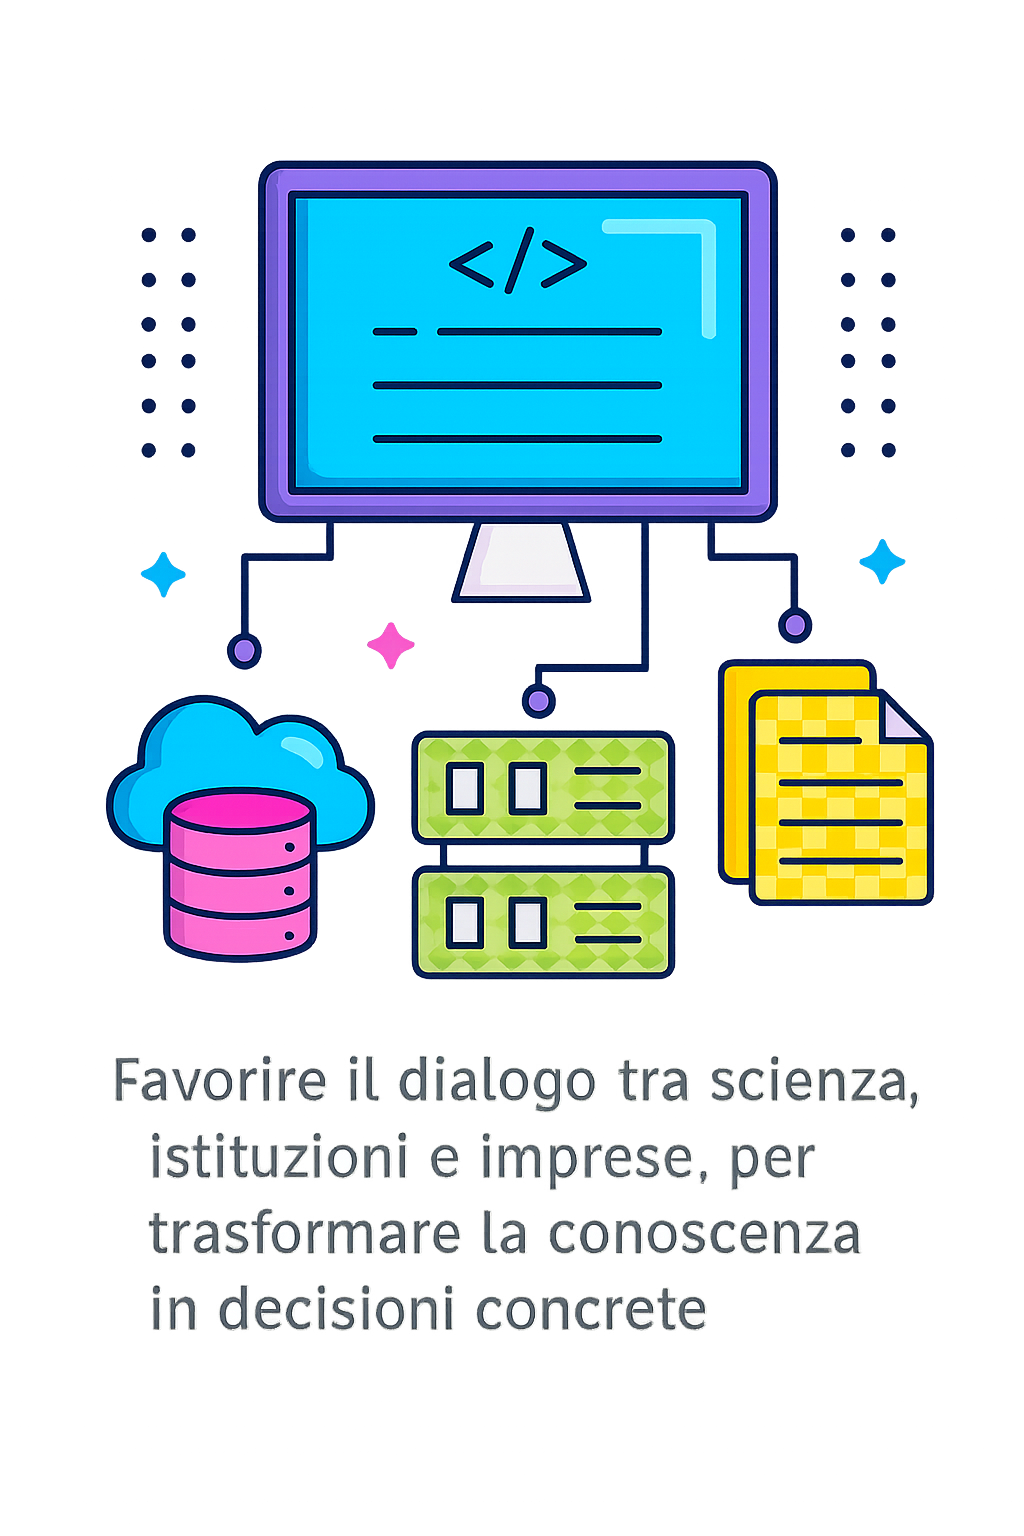 </>
Favorire il dialogo tra scienza,
istituzioni e imprese, per
trasformare la conoscenza
in decisioni concrete